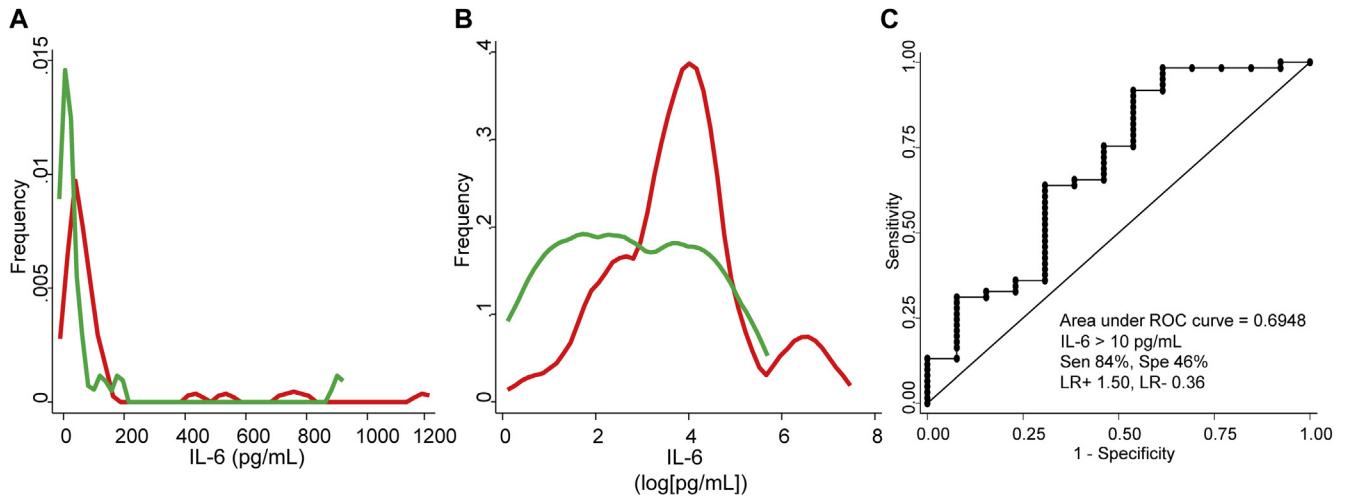 A
Frequency
.015
.01
.005
0
0 200 400 600 800 1000 1200
IL-6 (pg/mL)
B
Frequency
4
3
2
1
0
0 2 4 6 8
IL-6
(log[pg/mL])
C
Sensitivity
1.00
0.75
0.50
0.25
0.00
Area under ROC curve = 0.6948
IL-6 > 10 pg/mL
Sen 84%, Spe 46%
LR+ 1.50, LR- 0.36
0.00 0.25 0.50 0.75 1.00
1 - Specificity